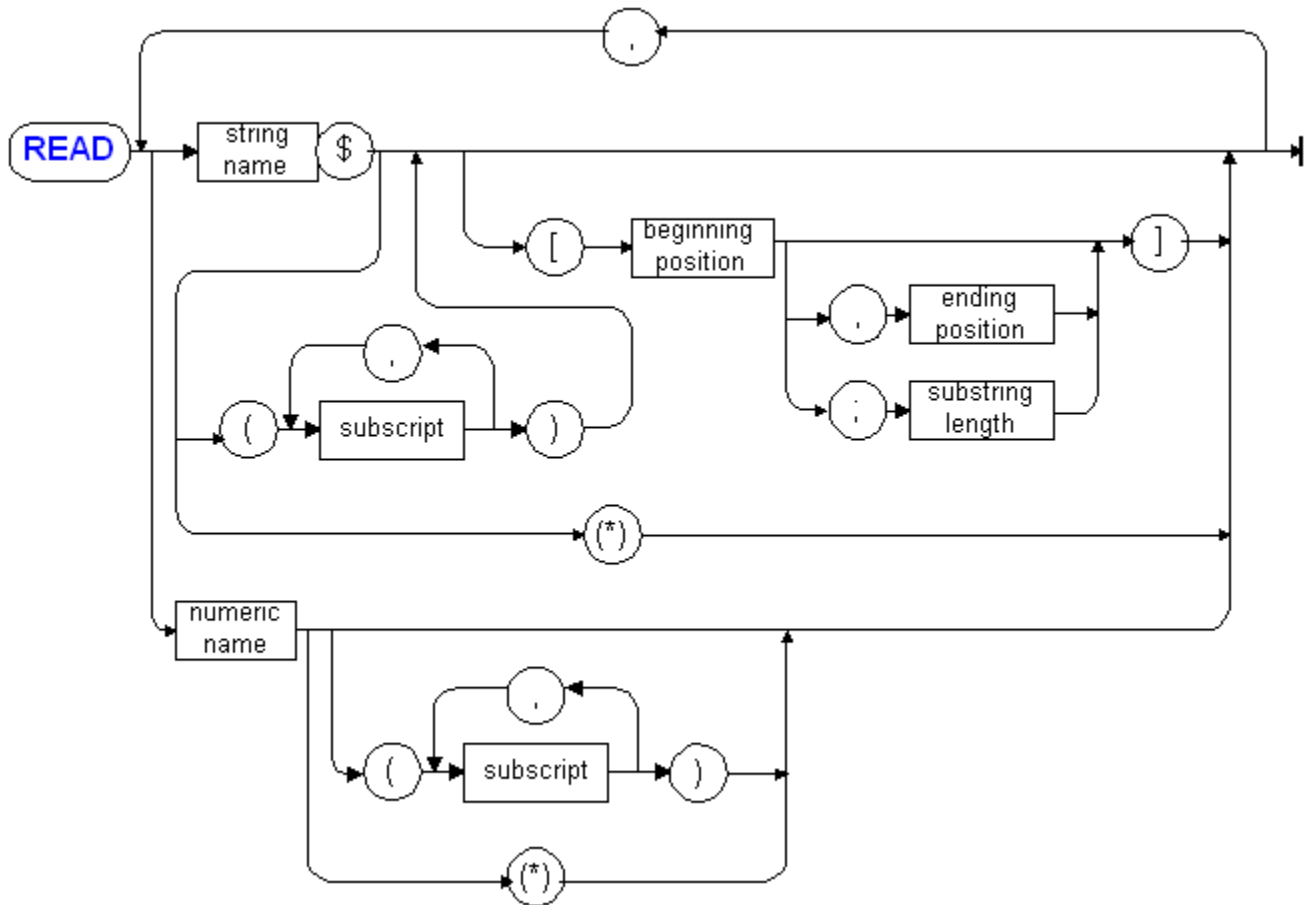 ,
READ
string
name
$
[
beginning
position
]
,
ending
position
,
;
substring
length
(
subscript
)
(*)
numeric
name
,
(
subscript
)
(*)